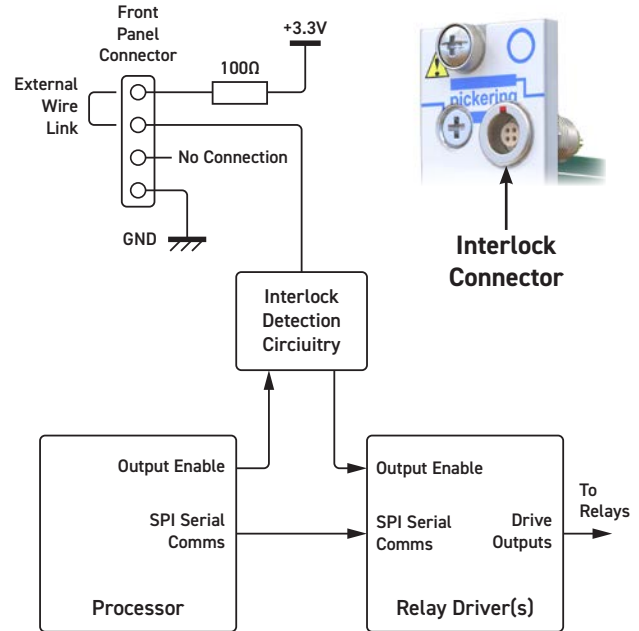 Front
Panel
Connector
+3.3V
100Ω
External
Wire
Link
No Connection
GND
pickering
Interlock
Connector
Interlock
Detection
Circiuitry
Output Enable
SPI Serial
Comms
Processor
Output Enable
SPI Serial
Comms
Drive
Outputs
Relay Driver(s)
To
Relays